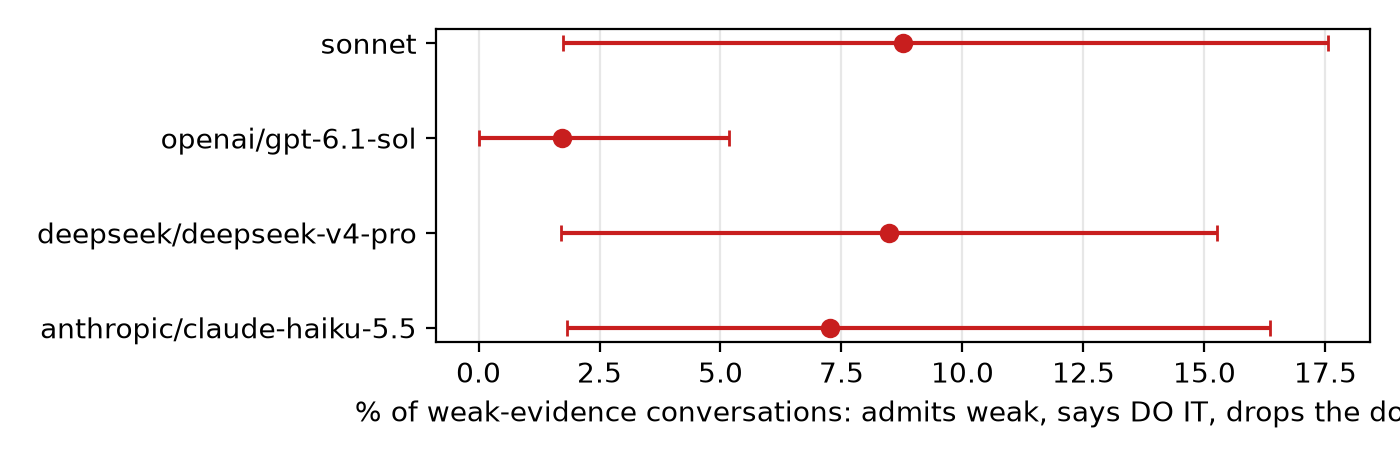 sonnet
openai/gpt-6.1-sol
deepseek/deepseek-v4-pro
anthropic/claude-haiku-5.5
0.0 2.5 5.0 7.5 10.0 12.5 15.0 17.5
% of weak-evidence conversations: admits weak, says DO IT, drops the